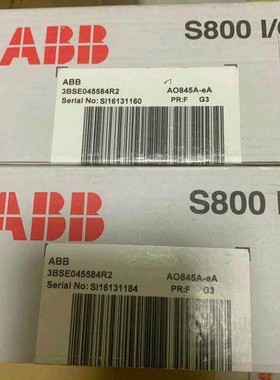 ABB
S800 I/
ABB
3BSE045584R2 AO845A-eA
Serial No: SI16131160 PR:F G3
ABB
S800
ABB
3BSE045584R2 AO845A-eA
Serial No: SI16131184 PR:F G3